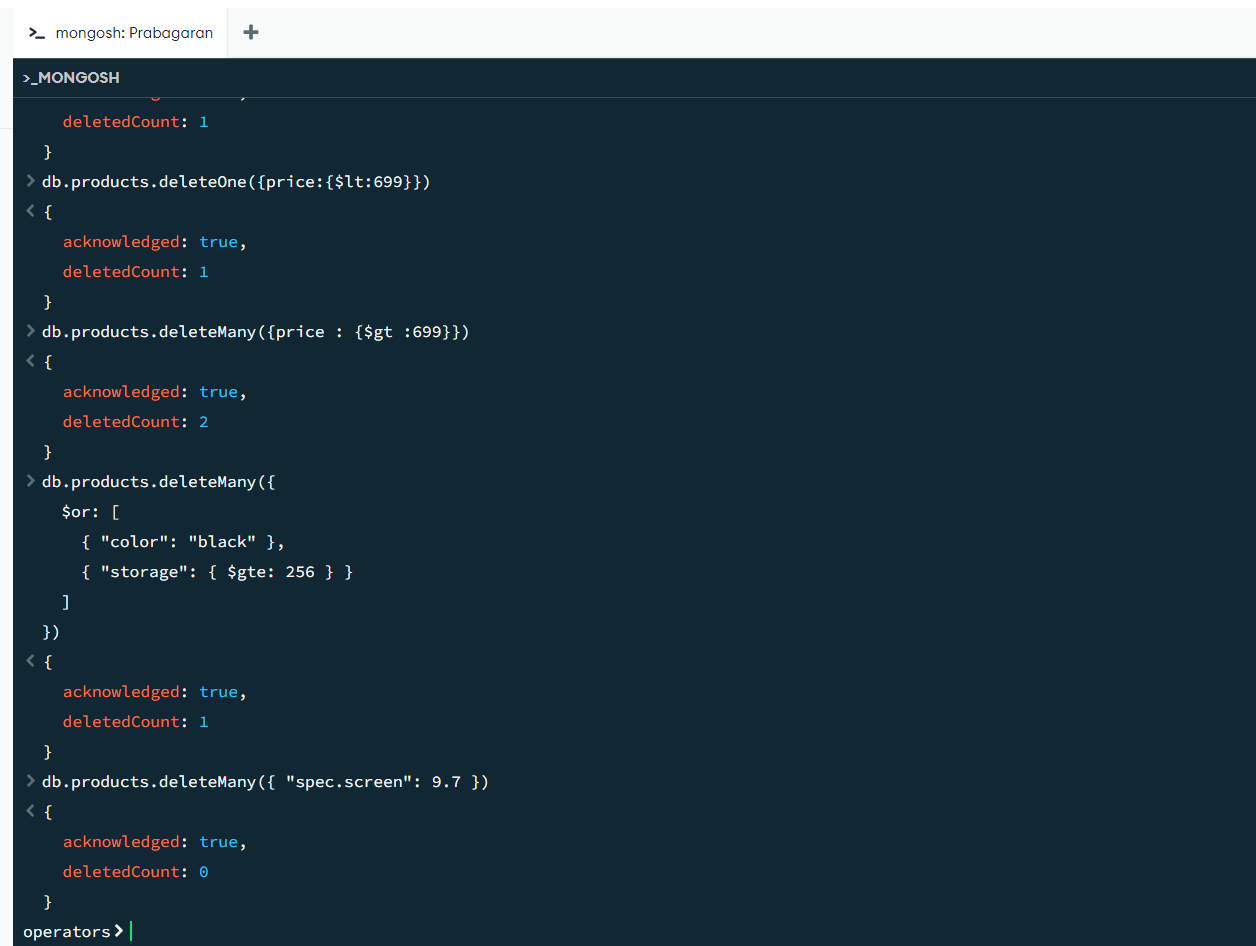 >_ mongosh: Prabagaran +
>_MONGOSH
deletedCount: 1
}
> db.products.deleteOne({price:{$lt:699}})
< {
acknowledged: true,
deletedCount: 1
}
> db.products.deleteMany({price : {$gt :699}})
< {
acknowledged: true,
deletedCount: 2
}
> db.products.deleteMany({
$or: [
{ "color": "black" },
{ "storage": { $gte: 256 } }
]
})
< {
acknowledged: true,
deletedCount: 1
}
> db.products.deleteMany({ "spec.screen": 9.7 })
< {
acknowledged: true,
deletedCount: 0
}
operators>